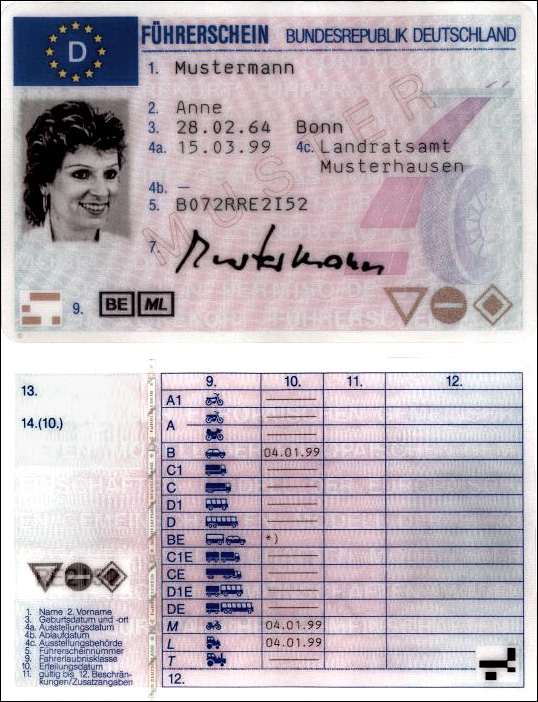 D
FÜHRERSCHEIN BUNDESREPUBLIK DEUTSCHLAND
1. Mustermann
2. Anne
3. 28.02.64 Bonn
4a. 15.03.99 4c. Landratsamt
Musterhausen
4b. —
5. B072RRE2I52
7. Mustermann
MUSTER
9. BE ML
13.
14.(10.)
9. 10. 11. 12.
A1 ———
———
A
———
B 04.01.99
C1 ———
C ———
D1 ———
D ———
BE *)
C1E ———
CE ———
D1E ———
DE ———
M 04.01.99
L 04.01.99
T ———
12.
1. Name 2. Vorname
3. Geburtsdatum und -ort
4a. Ausstellungsdatum
4b. Ablaufdatum
4c. Ausstellungsbehörde
5. Führerscheinnummer
9. Fahrerlaubnisklasse
10. Erteilungsdatum
11. gültig bis 12. Beschrän-
kungen/Zusatzangaben